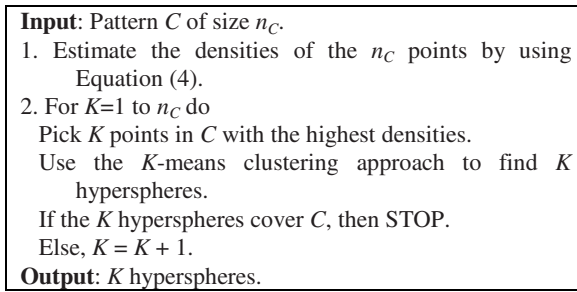 Input: Pattern C of size n_C.
1. Estimate the densities of the n_C points by using
Equation (4).
2. For K=1 to n_C do
Pick K points in C with the highest densities.
Use the K-means clustering approach to find K
hyperspheres.
If the K hyperspheres cover C, then STOP.
Else, K = K + 1.
Output: K hyperspheres.